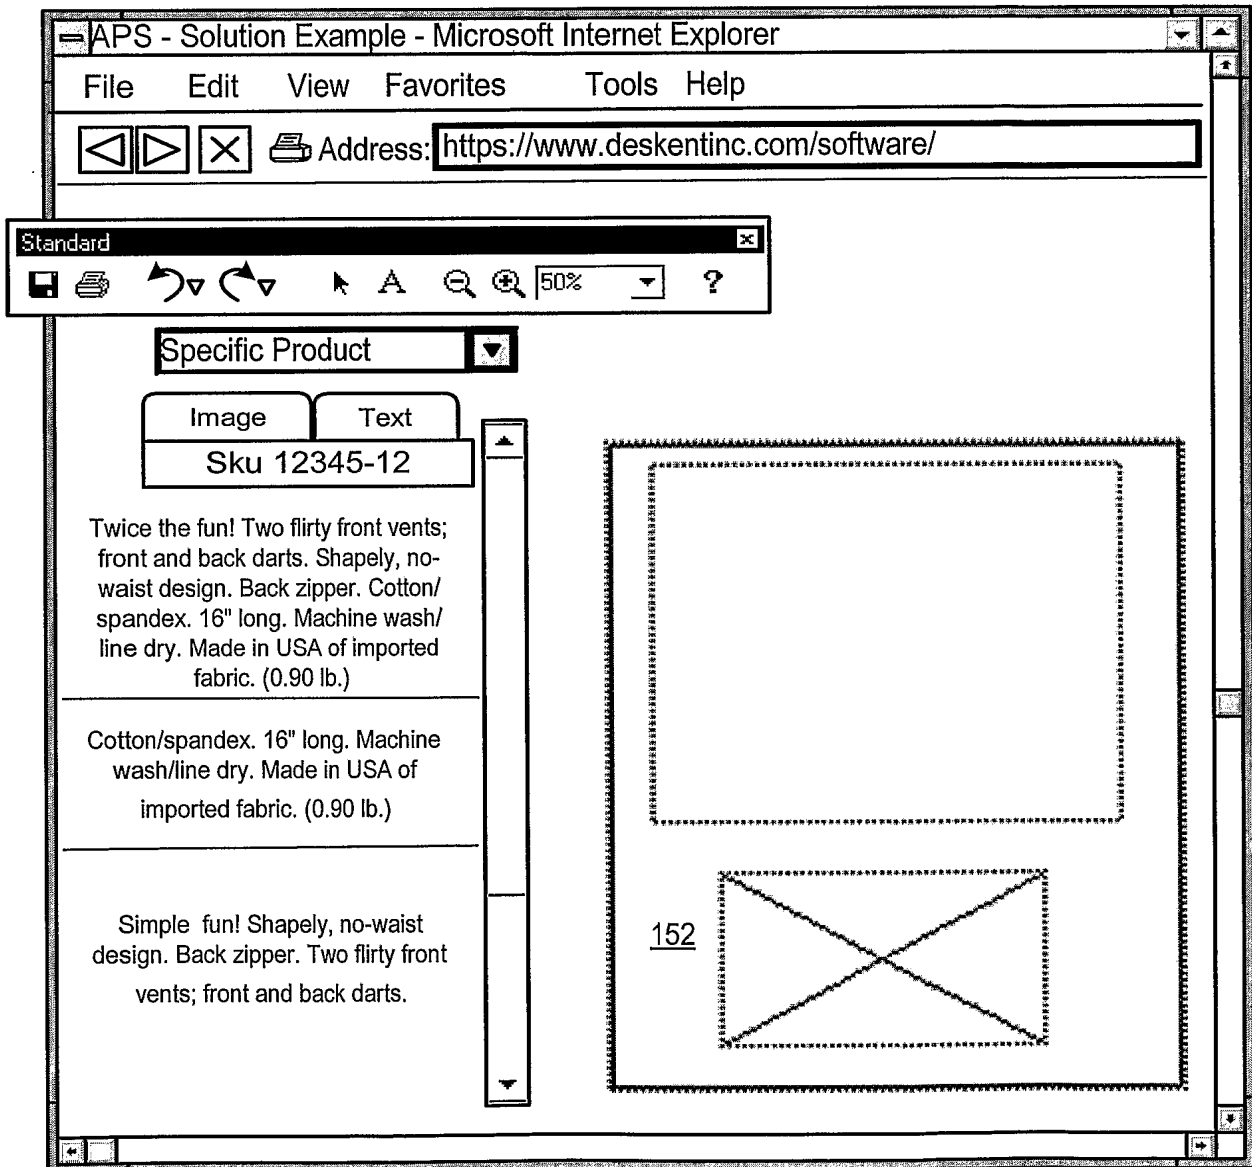 APS - Solution Example - Microsoft Internet Explorer
File Edit View Favorites Tools Help
Address: https://www.deskentinc.com/software/
Standard
A 50% ?
Specific Product
Image Text
Sku 12345-12
Twice the fun! Two flirty front vents;
front and back darts. Shapely, no-
waist design. Back zipper. Cotton/
spandex. 16" long. Machine wash/
line dry. Made in USA of imported
fabric. (0.90 lb.)
Cotton/spandex. 16" long. Machine
wash/line dry. Made in USA of
imported fabric. (0.90 lb.)
Simple fun! Shapely, no-waist
design. Back zipper. Two flirty front
vents; front and back darts.
152